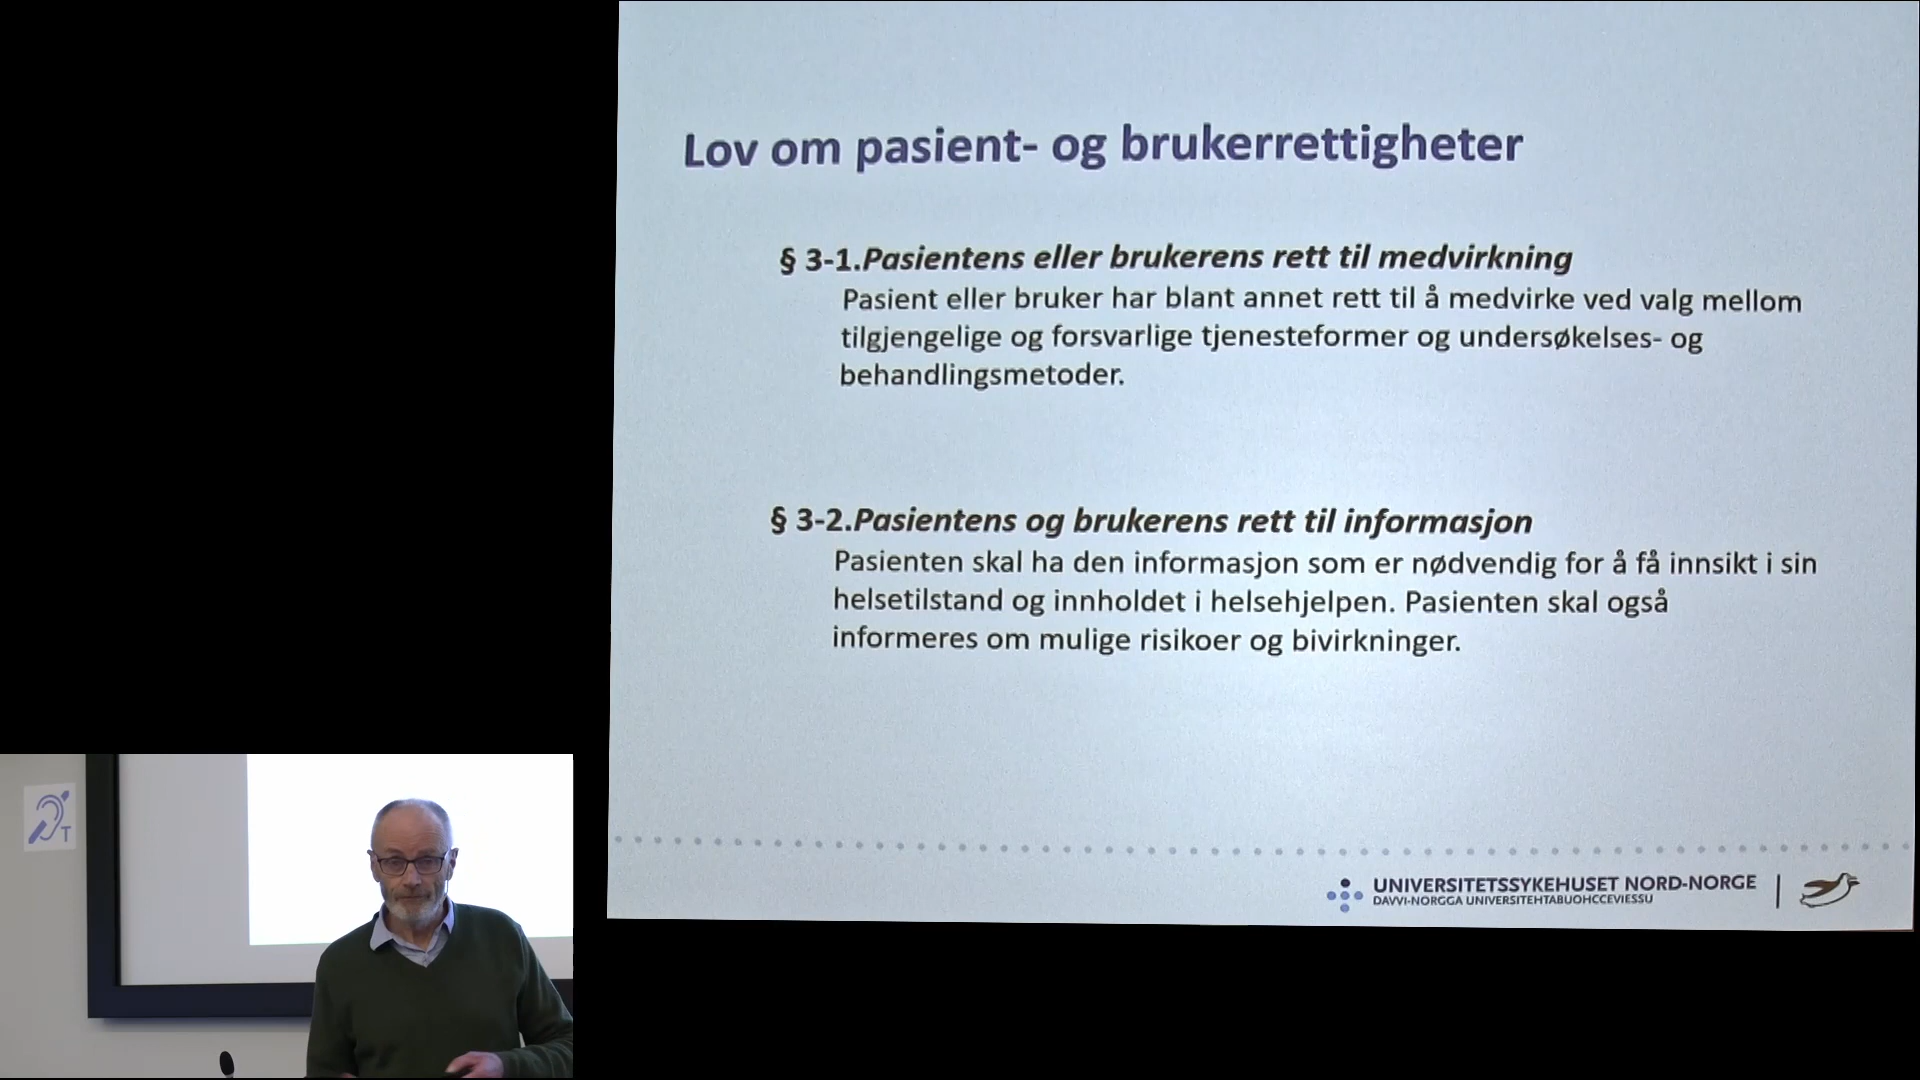 Lov om pasient- og brukerrettigheter
§ 3-1.Pasientens eller brukerens rett til medvirkning
Pasient eller bruker har blant annet rett til å medvirke ved valg mellom
tilgjengelige og forsvarlige tjenesteformer og undersøkelses- og
behandlingsmetoder.
§ 3-2.Pasientens og brukerens rett til informasjon
Pasienten skal ha den informasjon som er nødvendig for å få innsikt i sin
helsetilstand og innholdet i helsehjelpen. Pasienten skal også
informeres om mulige risikoer og bivirkninger.
UNIVERSITETSSYKEHUSET NORD-NORGE
DAVVI-NORGGA UNIVERSITEHTABUOHCCEVIESSU
T